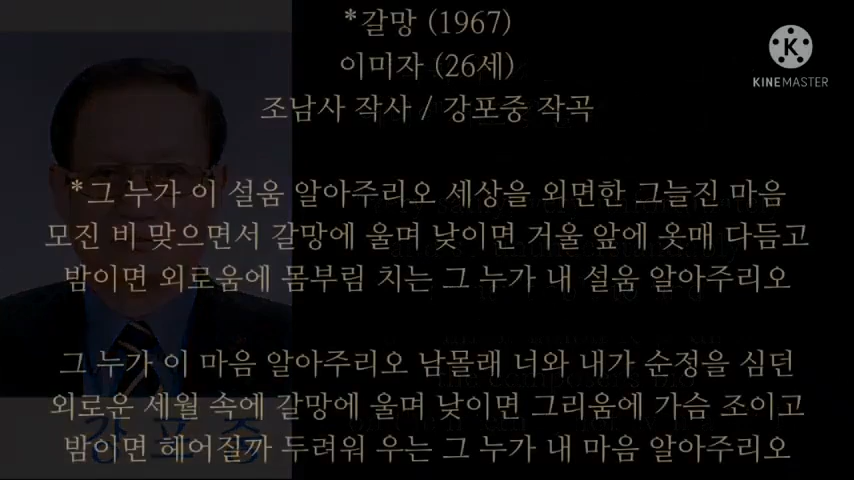 *갈망 (1967)
이미자 (26세)
조남사 작사 / 강포중 작곡
K
KINEMASTER
*그 누가 이 설움 알아주리오 세상을 외면한 그늘진 마음
모진 비 맞으면서 갈망에 울며 낮이면 거울 앞에 옷매 다듬고
밤이면 외로움에 몸부림 치는 그 누가 내 설움 알아주리오
그 누가 이 마음 알아주리오 남몰래 너와 내가 순정을 심던
외로운 세월 속에 갈망에 울며 낮이면 그리움에 가슴 조이고
밤이면 헤어질까 두려워 우는 그 누가 내 마음 알아주리오
강포중